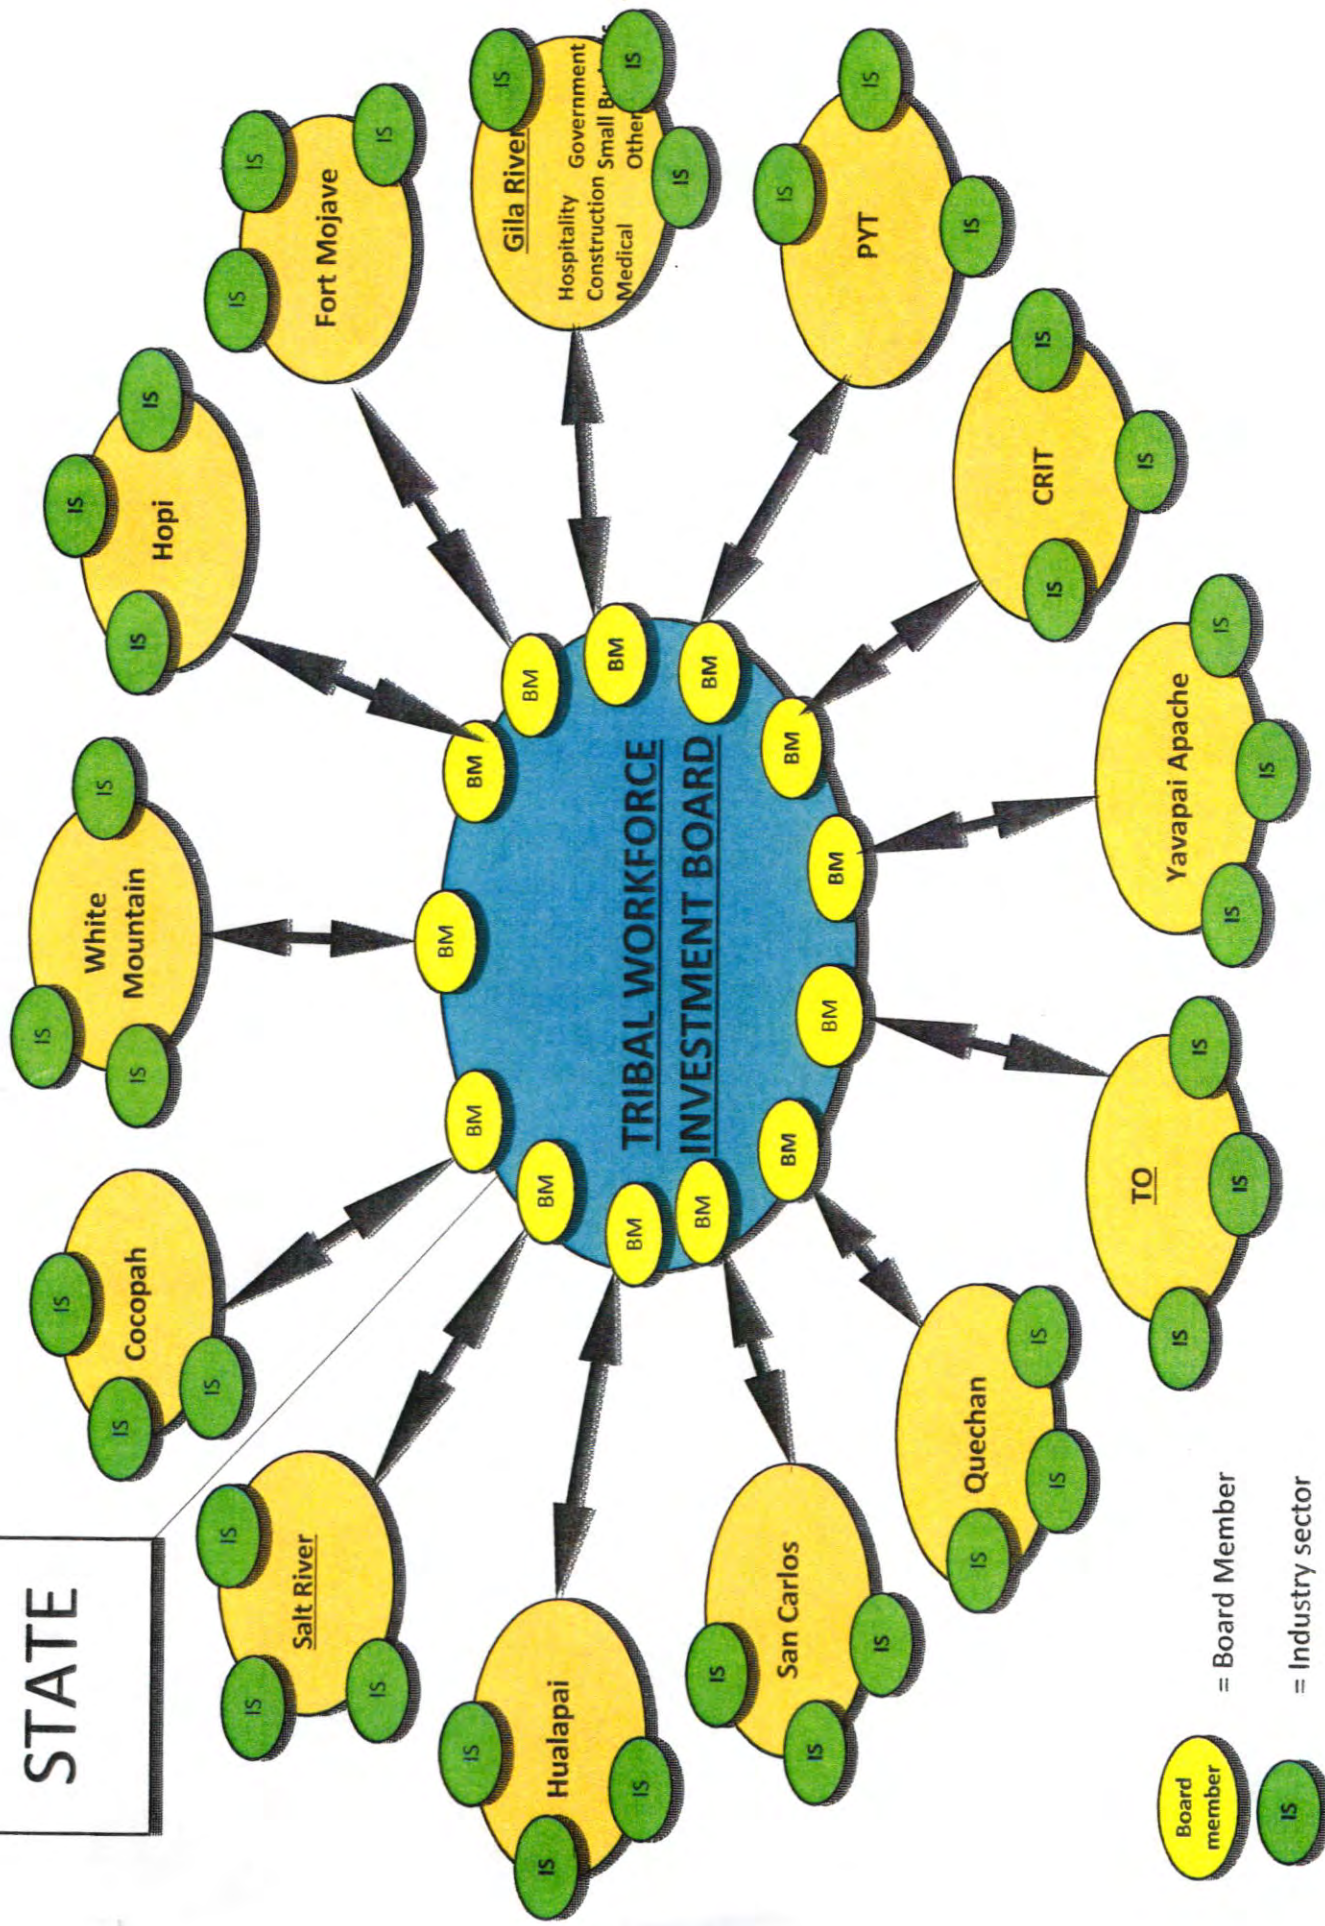 STATE
IS
IS
IS
Cocopah
IS
IS
IS
White
Mountain
IS
IS
IS
Hopi
IS
IS
IS
Fort Mojave
IS
IS
IS
Salt River
IS
IS
IS
Gila River
Hospitality Government
Construction Small
Medical Other
IS
IS
Hualapai
IS
IS
IS
BM
BM
BM
BM
BM
BM
BM
BM
BM
BM
BM
BM
BM
TRIBAL WORKFORCE
INVESTMENT BOARD
San Carlos
IS
IS
IS
PYT
IS
IS
IS
Quechan
IS
IS
IS
CRIT
IS
IS
IS
TO
IS
IS
IS
Yavapai Apache
IS
IS
IS
Board
member
= Board Member
IS
= Industry sector